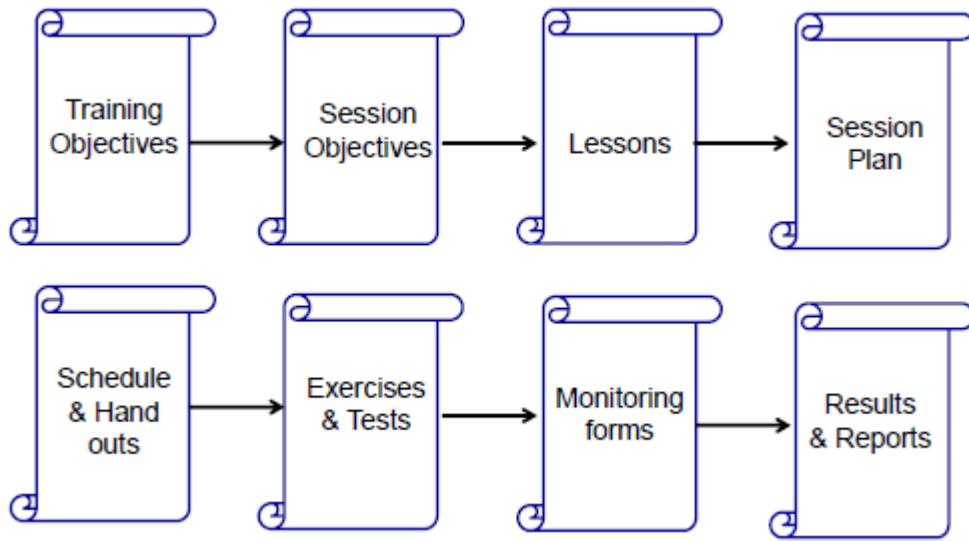 Training
Objectives
Session
Objectives
Lessons
Session
Plan
Schedule
& Hand
outs
Exercises
& Tests
Monitoring
forms
Results
& Reports